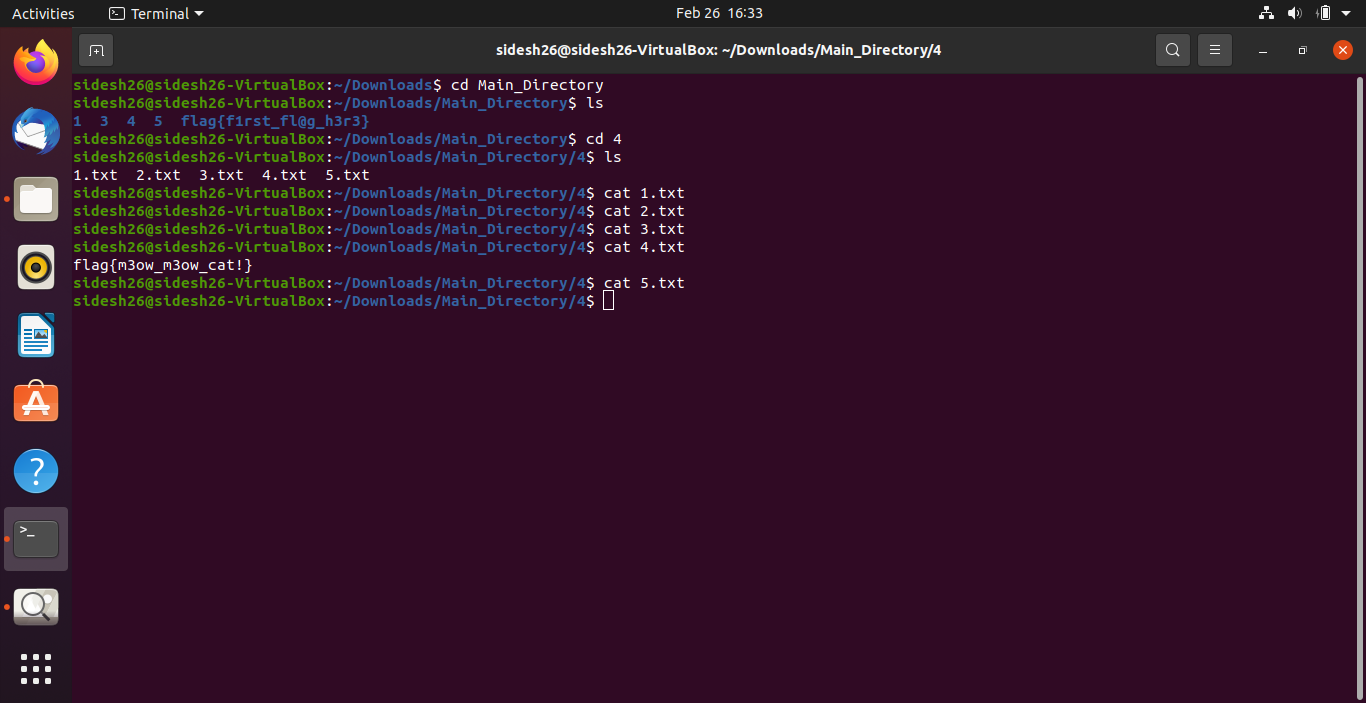 Activities Terminal Feb 26 16:33
sidesh26@sidesh26-VirtualBox: ~/Downloads/Main_Directory/4
sidesh26@sidesh26-VirtualBox:~/Downloads$ cd Main_Directory
sidesh26@sidesh26-VirtualBox:~/Downloads/Main_Directory$ ls
1  3  4  5  flag{f1rst_fl@g_h3r3}
sidesh26@sidesh26-VirtualBox:~/Downloads/Main_Directory$ cd 4
sidesh26@sidesh26-VirtualBox:~/Downloads/Main_Directory/4$ ls
1.txt  2.txt  3.txt  4.txt  5.txt
sidesh26@sidesh26-VirtualBox:~/Downloads/Main_Directory/4$ cat 1.txt
sidesh26@sidesh26-VirtualBox:~/Downloads/Main_Directory/4$ cat 2.txt
sidesh26@sidesh26-VirtualBox:~/Downloads/Main_Directory/4$ cat 3.txt
sidesh26@sidesh26-VirtualBox:~/Downloads/Main_Directory/4$ cat 4.txt
flag{m3ow_m3ow_cat!}
sidesh26@sidesh26-VirtualBox:~/Downloads/Main_Directory/4$ cat 5.txt
sidesh26@sidesh26-VirtualBox:~/Downloads/Main_Directory/4$